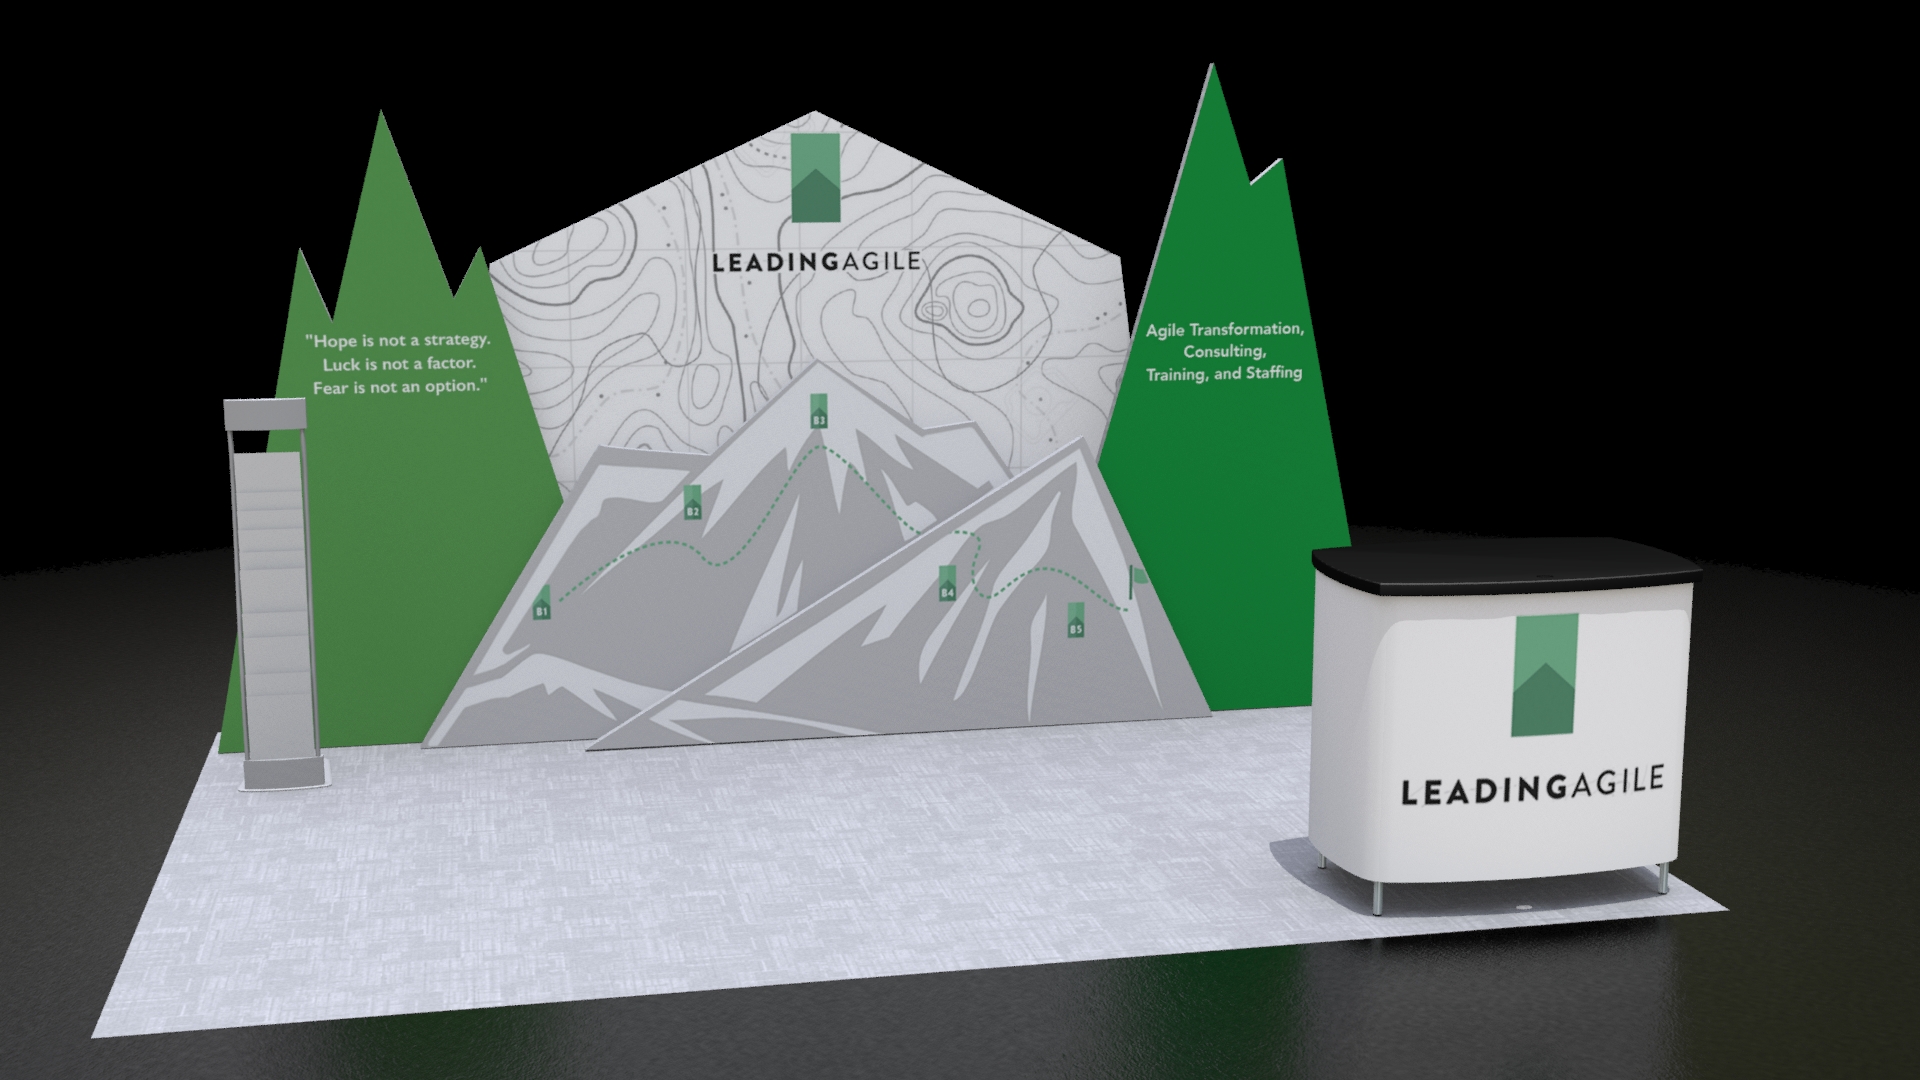 LEADINGAGILE
"Hope is not a strategy.
Luck is not a factor.
Fear is not an option."
Agile Transformation,
Consulting,
Training, and Staffing
B3
B2
B1
B4
B5
LEADINGAGILE